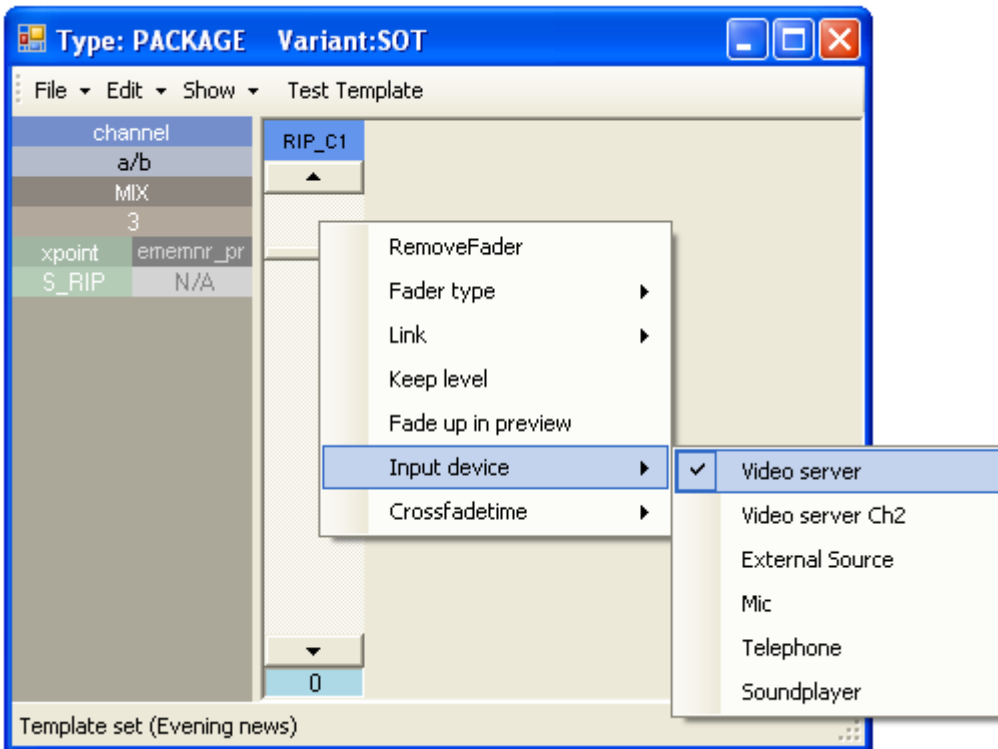 Type: PACKAGE Variant:SOT
File Edit Show Test Template
channel
a/b
MIX
3
xpoint ememnr_pr
S_RIP N/A
RIP_C1
RemoveFader
Fader type
Link
Keep level
Fade up in preview
Input device
Crossfadetime
Video server
Video server Ch2
External Source
Mic
Telephone
Soundplayer
0
Template set (Evening news)